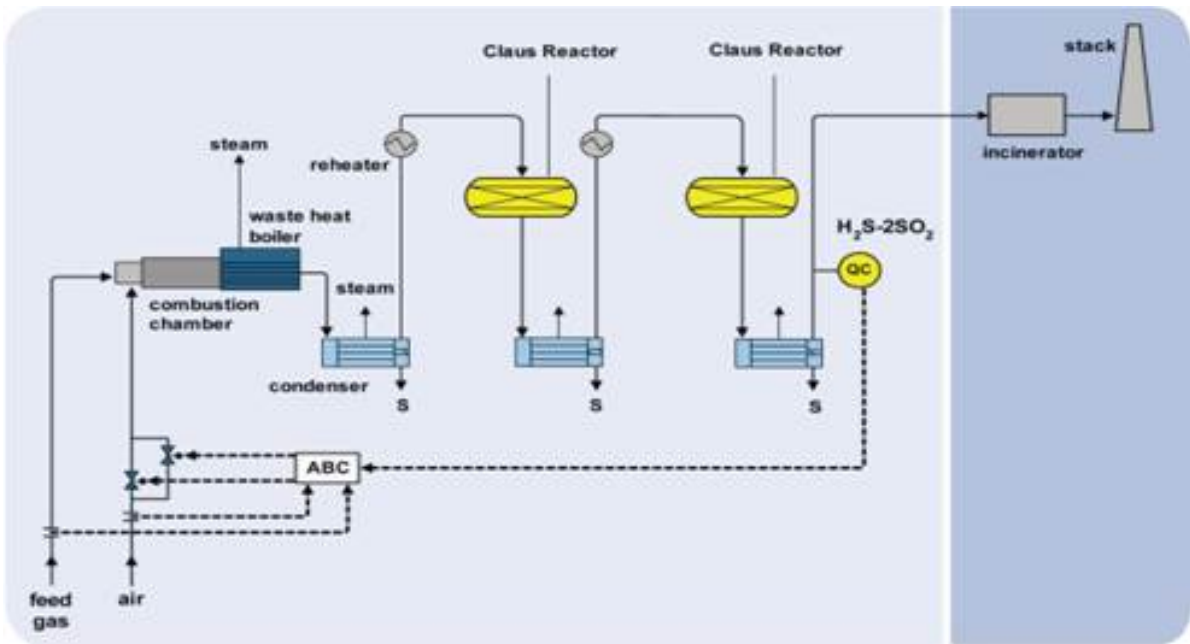 Claus Reactor
Claus Reactor
stack
steam
reheater
incinerator
waste heat
boiler
H₂S-2SO₂
QC
steam
combustion
chamber
condenser
S
S
S
ABC
feed
gas
air